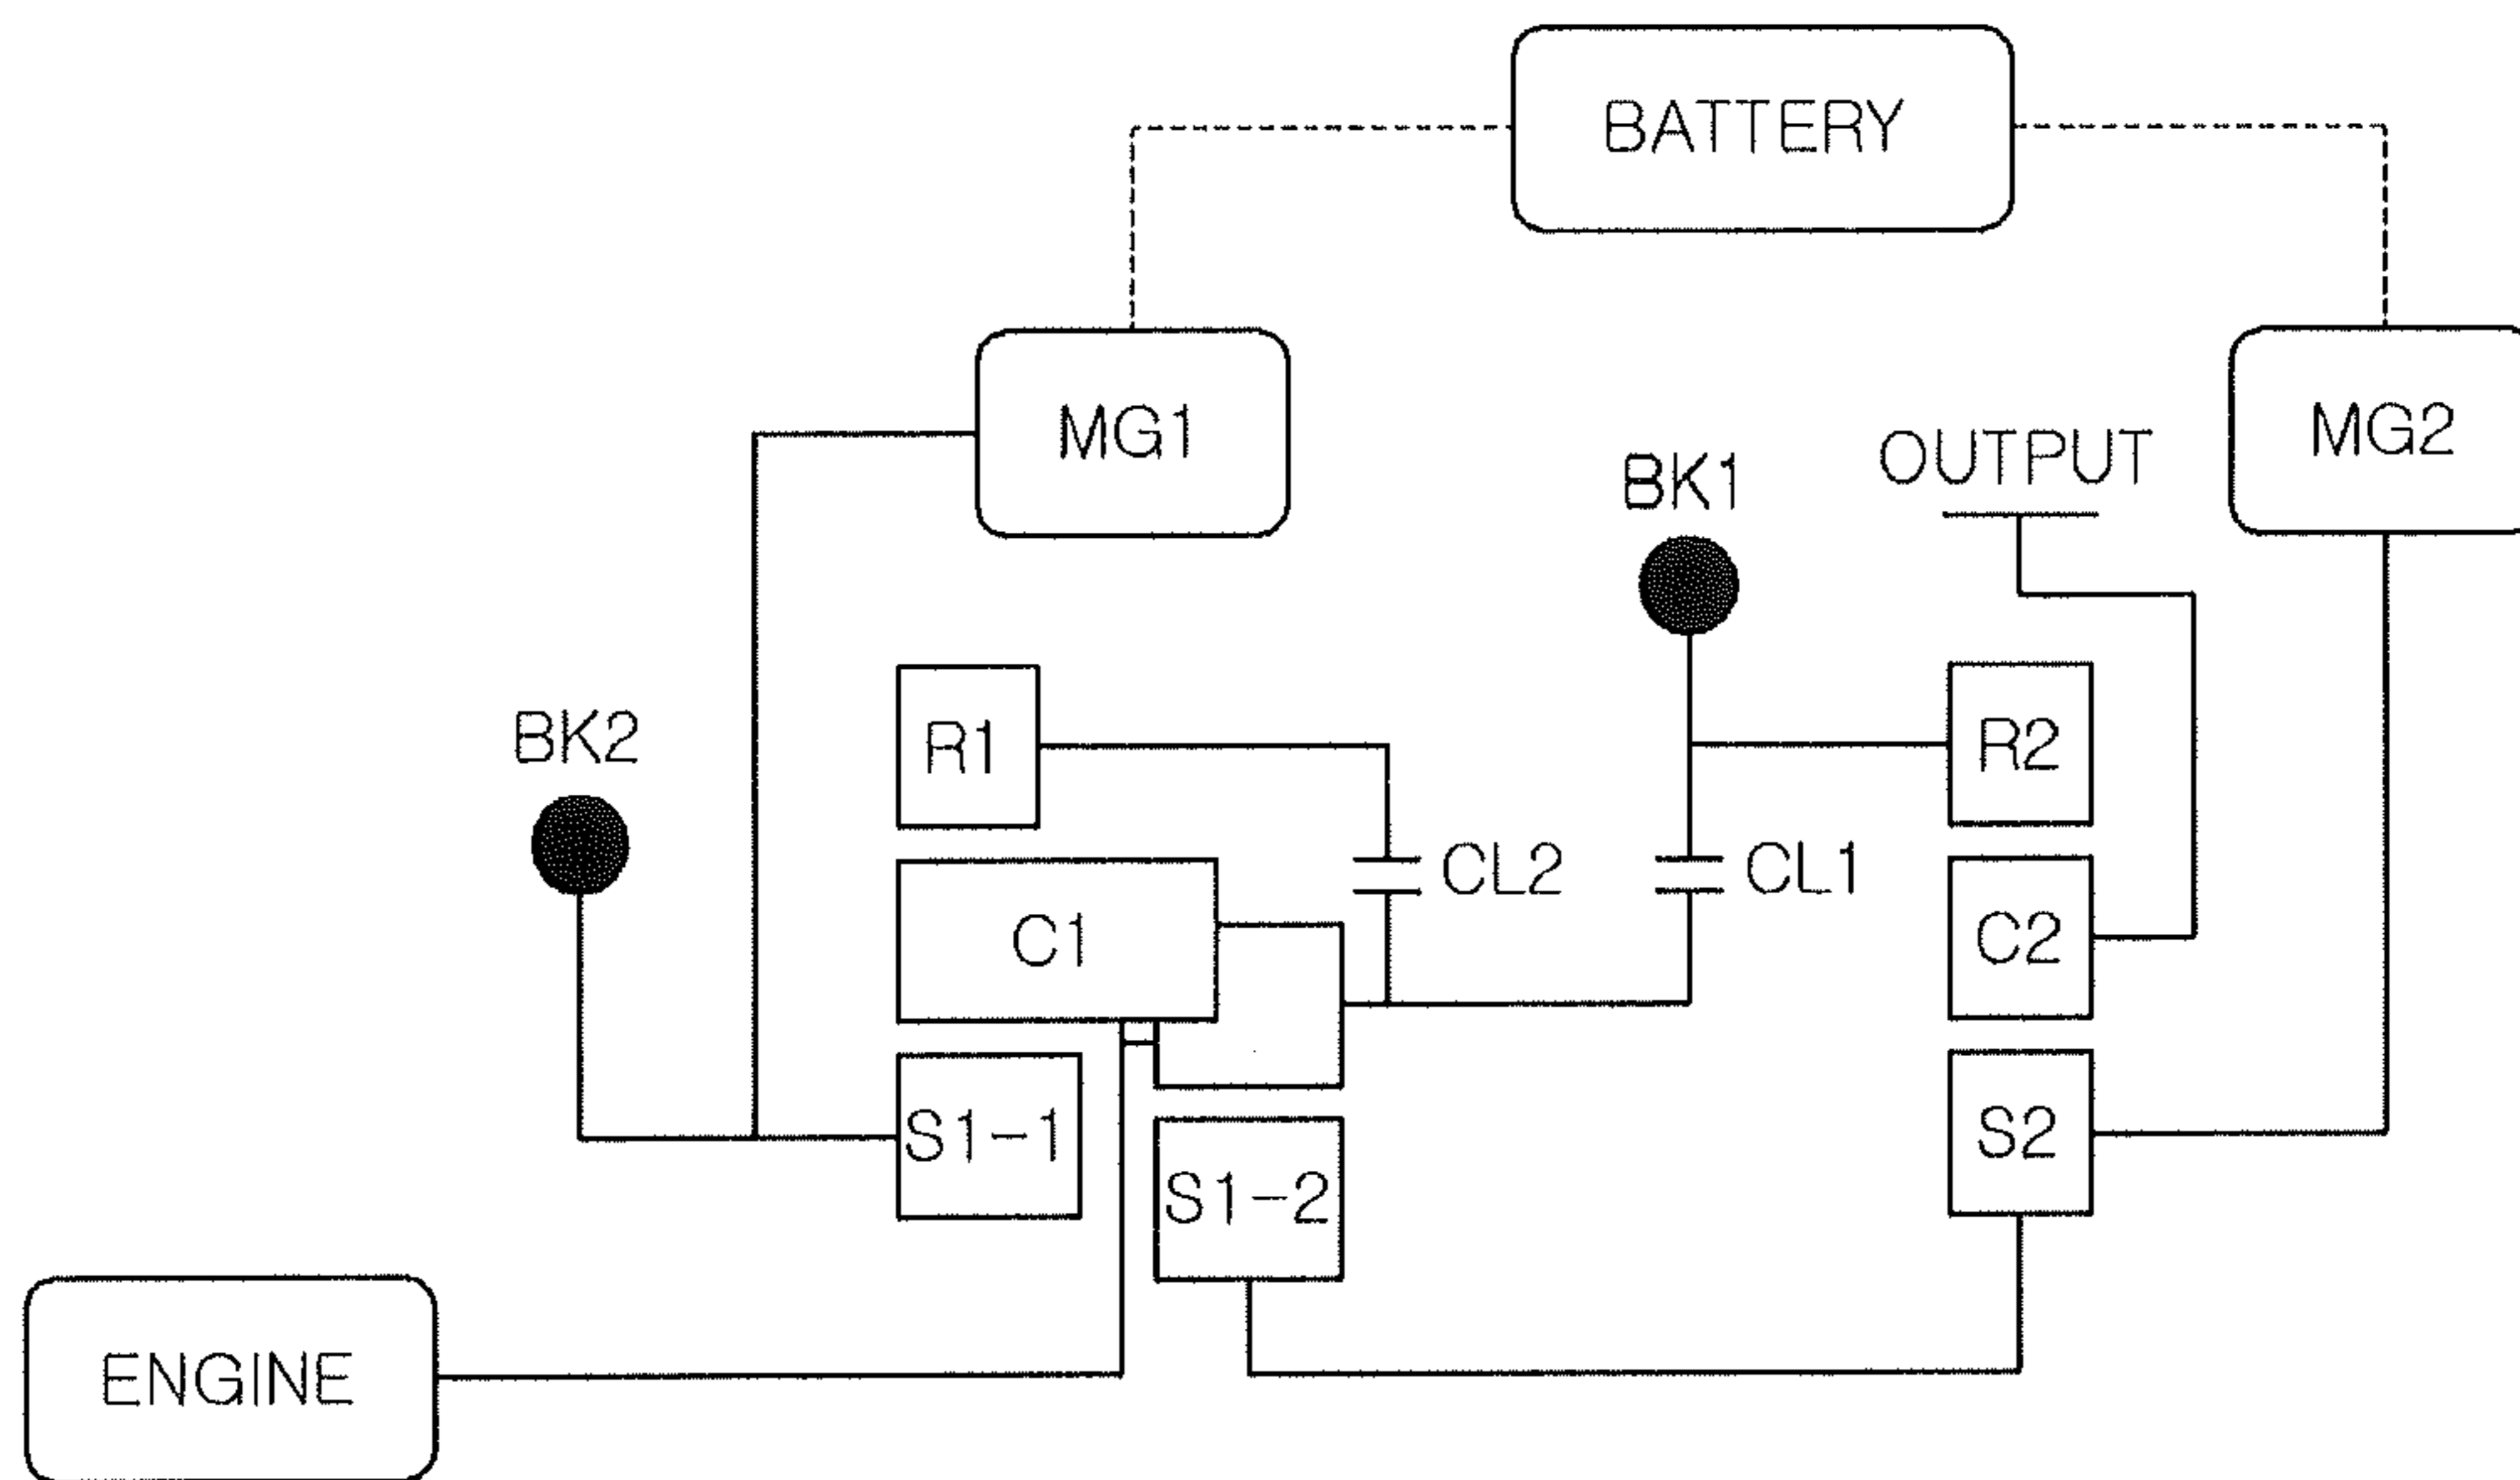 BATTERY
MG1
MG2
OUTPUT
BK1
BK2
R1
R2
CL2
CL1
C1
C2
S1-1
S2
S1-2
ENGINE